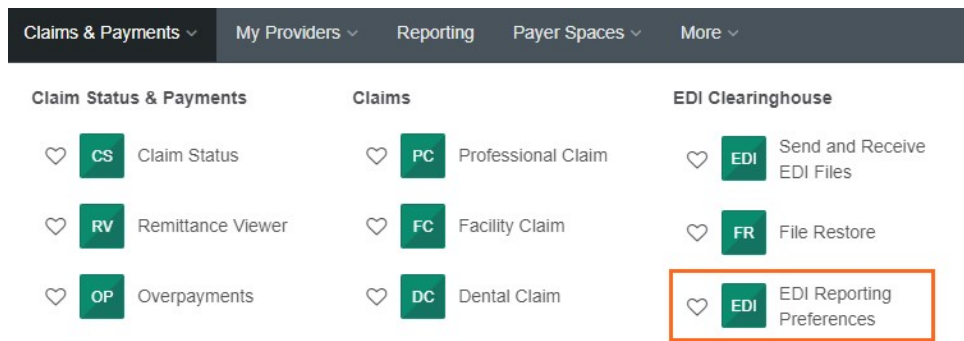 Claims & Payments My Providers Reporting Payer Spaces More
Claim Status & Payments Claims EDI Clearinghouse
CS Claim Status PC Professional Claim EDI Send and Receive
EDI Files
RV Remittance Viewer FC Facility Claim FR File Restore
OP Overpayments DC Dental Claim EDI EDI Reporting
Preferences